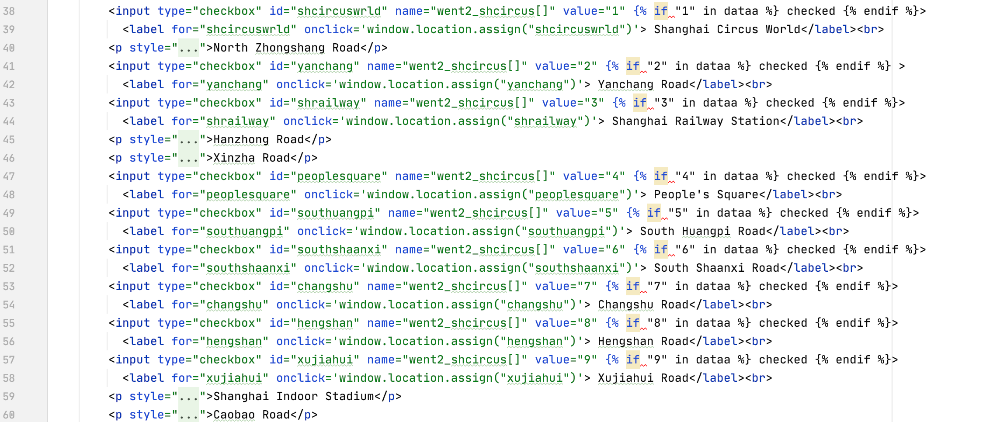 38 <input type="checkbox" id="shcircuswrld" name="went2_shcircus[]" value="1" {% if "1" in dataa %} checked {% endif %}>
39 <label for="shcircuswrld" onclick='window.location.assign("shcircuswrld")'> Shanghai Circus World</label><br>
40 <p style="...">North Zhongshang Road</p>
41 <input type="checkbox" id="yanchang" name="went2_shcircus[]" value="2" {% if "2" in dataa %} checked {% endif %} >
42 <label for="yanchang" onclick='window.location.assign("yanchang")'> Yanchang Road</label><br>
43 <input type="checkbox" id="shrailway" name="went2_shcircus[]" value="3" {% if "3" in dataa %} checked {% endif %}>
44 <label for="shrailway" onclick='window.location.assign("shrailway")'> Shanghai Railway Station</label><br>
45 <p style="...">Hanzhong Road</p>
46 <p style="...">Xinzha Road</p>
47 <input type="checkbox" id="peoplesquare" name="went2_shcircus[]" value="4" {% if "4" in dataa %} checked {% endif %}>
48 <label for="peoplesquare" onclick='window.location.assign("peoplesquare")'> People's Square</label><br>
49 <input type="checkbox" id="southuangpi" name="went2_shcircus[]" value="5" {% if "5" in dataa %} checked {% endif %}>
50 <label for="southuangpi" onclick='window.location.assign("southuangpi")'> South Huangpi Road</label><br>
51 <input type="checkbox" id="southshaanxi" name="went2_shcircus[]" value="6" {% if "6" in dataa %} checked {% endif %}>
52 <label for="southshaanxi" onclick='window.location.assign("southshaanxi")'> South Shaanxi Road</label><br>
53 <input type="checkbox" id="changshu" name="went2_shcircus[]" value="7" {% if "7" in dataa %} checked {% endif %}>
54 <label for="changshu" onclick='window.location.assign("changshu")'> Changshu Road</label><br>
55 <input type="checkbox" id="hengshan" name="went2_shcircus[]" value="8" {% if "8" in dataa %} checked {% endif %}>
56 <label for="hengshan" onclick='window.location.assign("hengshan")'> Hengshan Road</label><br>
57 <input type="checkbox" id="xujiahui" name="went2_shcircus[]" value="9" {% if "9" in dataa %} checked {% endif %}>
58 <label for="xujiahui" onclick='window.location.assign("xujiahui")'> Xujiahui Road</label><br>
59 <p style="...">Shanghai Indoor Stadium</p>
60 <p style="...">Caobao Road</p>